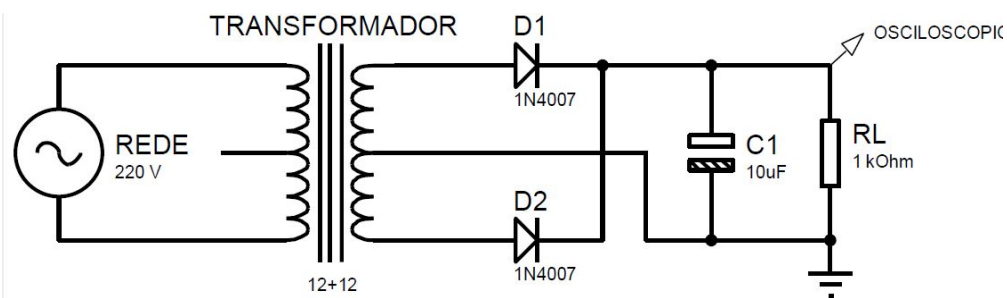 TRANSFORMADOR
D1
OSCILOSCOPIO
1N4007
REDE
220 V
C1
10uF
RL
1 kOhm
D2
1N4007
12+12